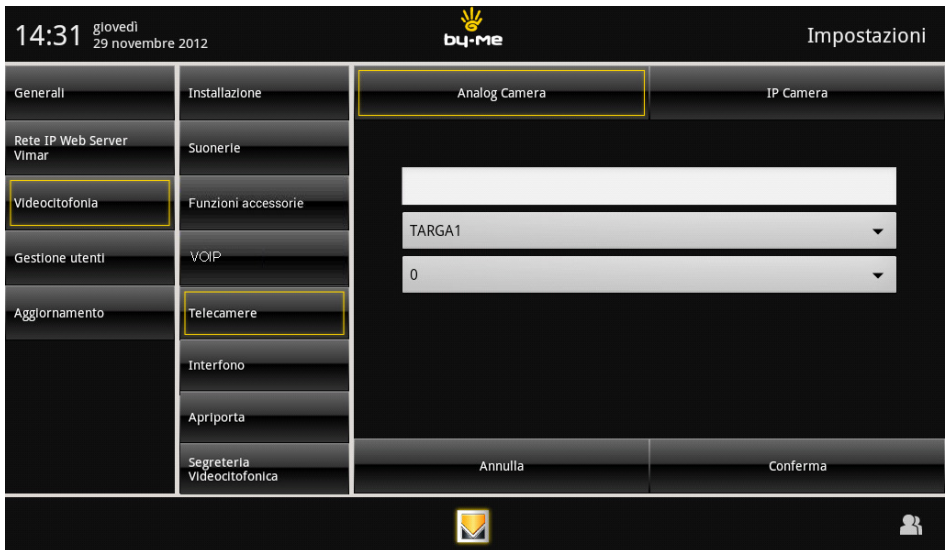 14:31
giovedì
29 novembre 2012
by-me
Impostazioni
Generali
Rete IP Web Server
Vimar
Videocitofonia
Gestione utenti
Aggiornamento
Installazione
Suonerie
Funzioni accessorie
VOIP
Telecamere
Interfono
Apriporta
Segreteria
Videocitofonica
Analog Camera
IP Camera
TARGA1
0
Annulla
Conferma